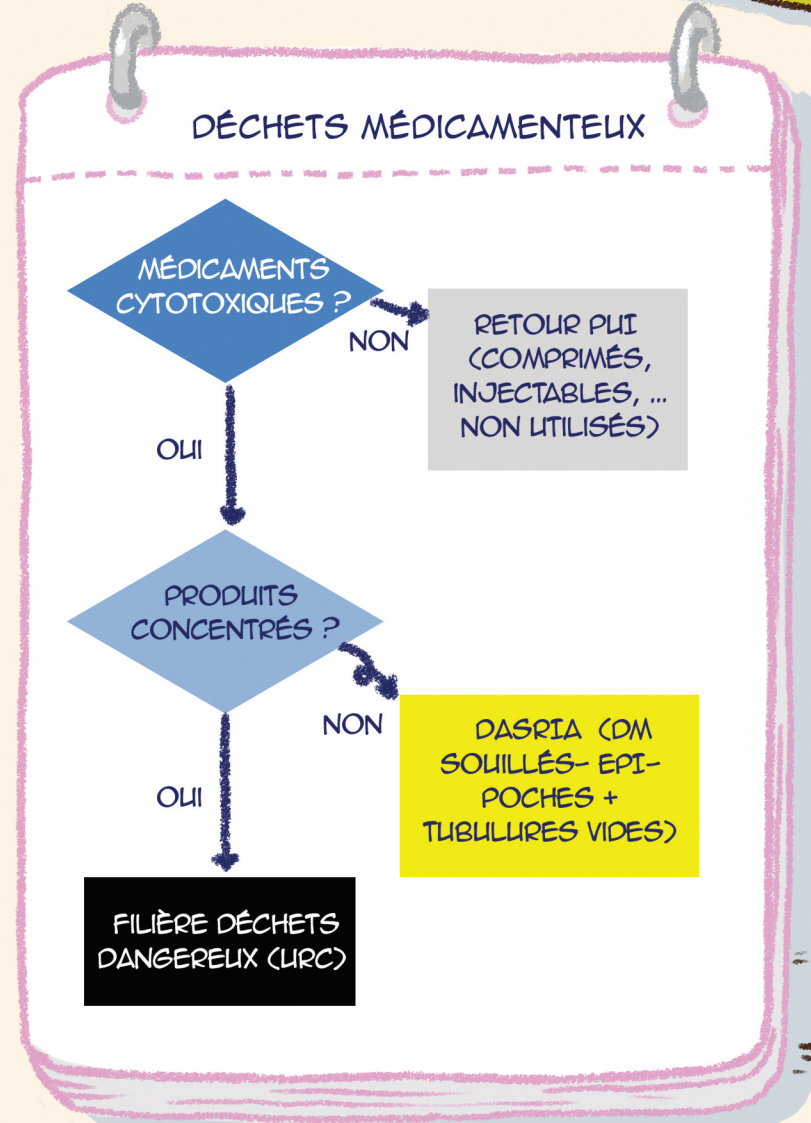 DÉCHETS MÉDICAMENTEUX
MÉDICAMENTS
CYTOTOXIQUES ?
NON
RETOUR PUI
(COMPRIMÉS,
INJECTABLES, ...
NON UTILISÉS)
OUI
PRODUITS
CONCENTRÉS ?
NON
DASRIA (DM
SOUILLÉS- EPI-
POCHES +
TUBULURES VIDES)
OUI
FILIÈRE DÉCHETS
DANGEREUX (URC)